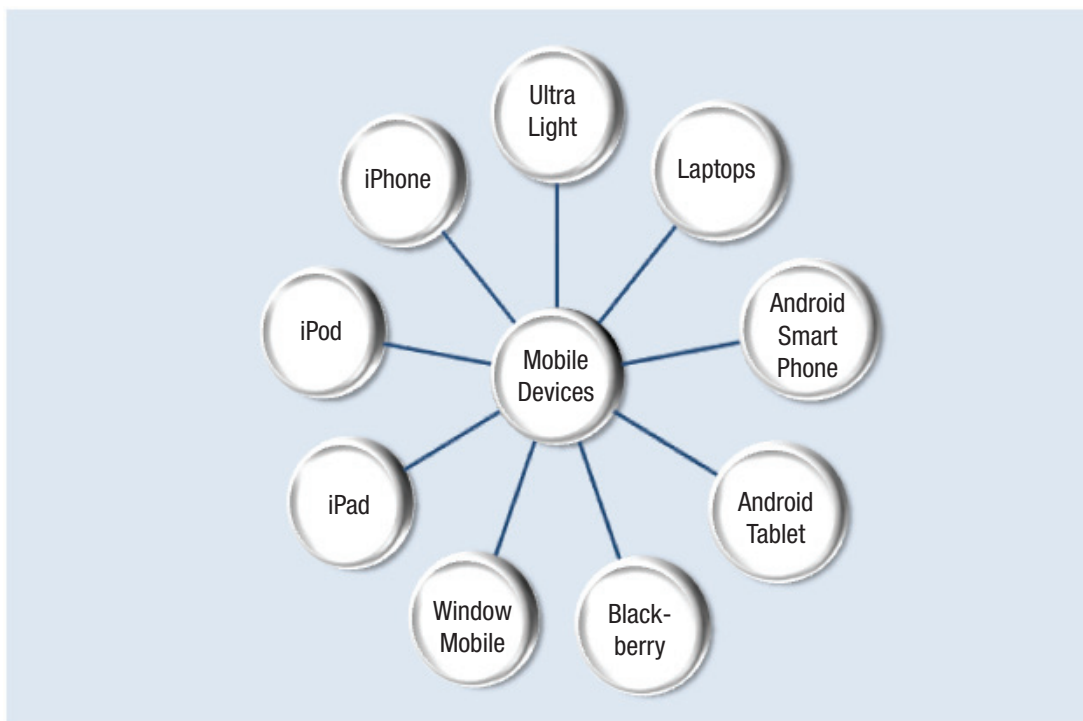 Ultra
Light
Laptops
Android
Smart
Phone
Android
Tablet
Black-
berry
Window
Mobile
iPad
iPod
iPhone
Mobile
Devices